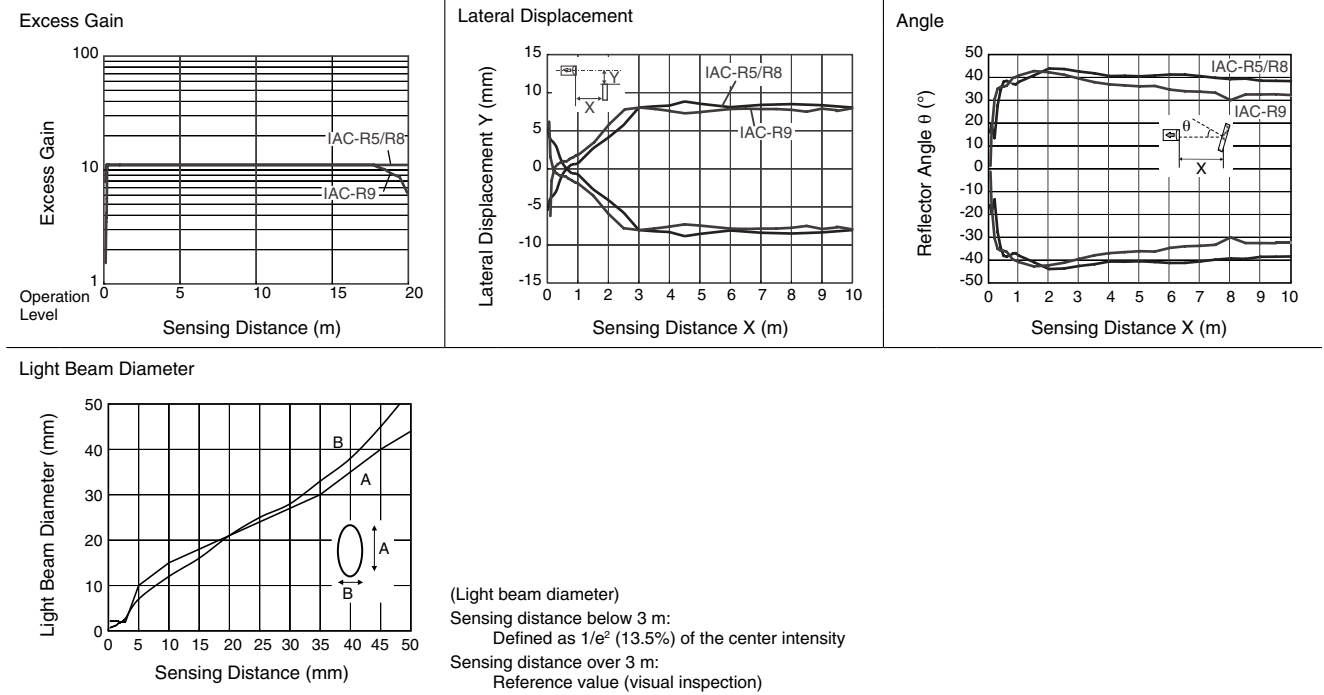 Excess Gain
Excess Gain
100
10
1
IAC-R5/R8
IAC-R9
Operation
Level
0 5 10 15 20
Sensing Distance (m)
Lateral Displacement
Lateral Displacement Y (mm)
15
10
5
0
-5
-10
-15
Y
X
IAC-R5/R8
IAC-R9
0 1 2 3 4 5 6 7 8 9 10
Sensing Distance X (m)
Angle
Reflector Angle θ (°)
50
40
30
20
10
0
-10
-20
-30
-40
-50
IAC-R5/R8
IAC-R9
θ
X
0 1 2 3 4 5 6 7 8 9 10
Sensing Distance X (m)
Light Beam Diameter
Light Beam Diameter (mm)
50
40
30
20
10
0
B
A
A
B
0 5 10 15 20 25 30 35 40 45 50
Sensing Distance (mm)
(Light beam diameter)
Sensing distance below 3 m:
Defined as 1/e² (13.5%) of the center intensity
Sensing distance over 3 m:
Reference value (visual inspection)